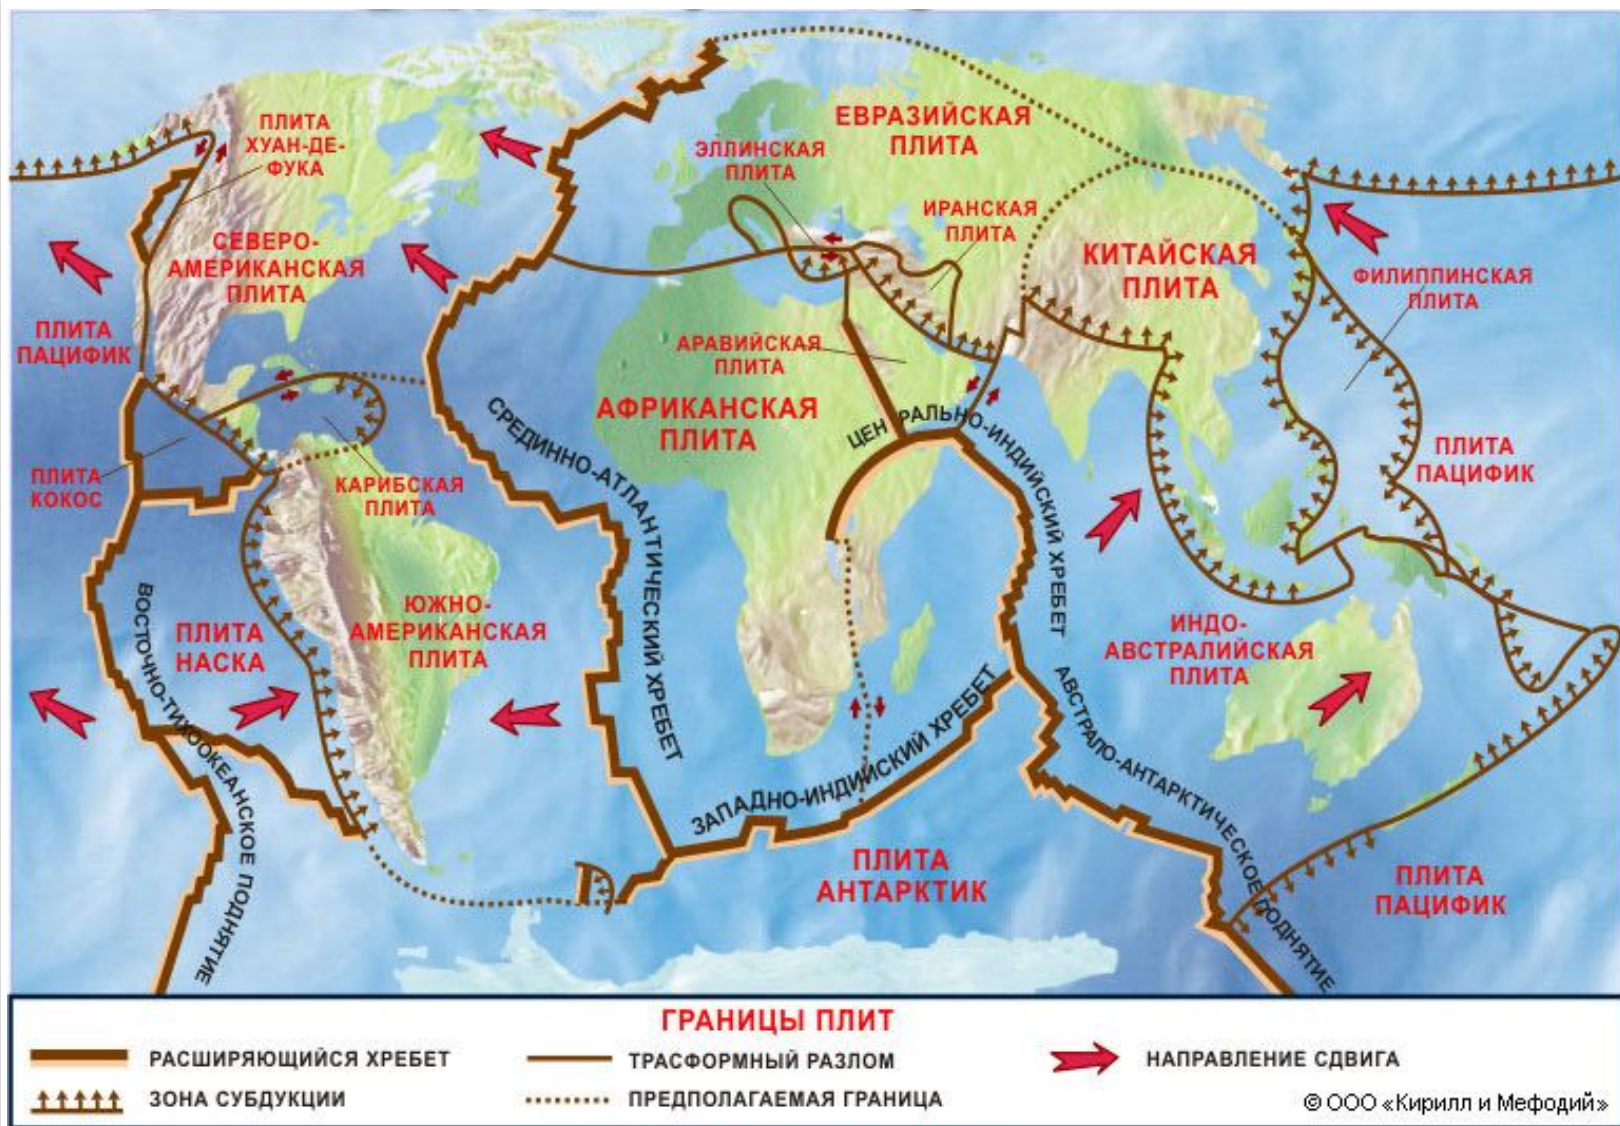 ПЛИТА
ХУАН-ДЕ-
ФУКА
ЕВРАЗИЙСКАЯ
ПЛИТА
ЭЛЛИНСКАЯ
ПЛИТА
ИРАНСКАЯ
ПЛИТА
СЕВЕРО-
АМЕРИКАНСКАЯ
ПЛИТА
КИТАЙСКАЯ
ПЛИТА
ФИЛИППИНСКАЯ
ПЛИТА
ПЛИТА
ПАЦИФИК
АРАВИЙСКАЯ
ПЛИТА
АФРИКАНСКАЯ
ПЛИТА
ПЛИТА
КОКОС
КАРИБСКАЯ
ПЛИТА
СРЕДИННО-АТЛАНТИЧЕСКИЙ ХРЕБЕТ
ЦЕН РАЛЬНО-ИНДИЙСКИЙ ХРЕБЕТ
ПЛИТА
ПАЦИФИК
ВОСТОЧНО-ТИХООКЕАНСКОЕ ПОДНЯТИЕ
ПЛИТА
НАСКА
ЮЖНО-
АМЕРИКАНСКАЯ
ПЛИТА
ИНДО-
АВСТРАЛИЙСКАЯ
ПЛИТА
ЗАПАДНО-ИНДИЙСКИЙ ХРЕБЕТ
АВСТРАЛО-АНТАРКТИЧЕСКОЕ ПОДНЯТИЕ
ПЛИТА
АНТАРКТИК
ПЛИТА
ПАЦИФИК
ГРАНИЦЫ ПЛИТ
РАСШИРЯЮЩИЙСЯ ХРЕБЕТ
ТРАСФОРМНЫЙ РАЗЛОМ
НАПРАВЛЕНИЕ СДВИГА
ЗОНА СУБДУКЦИИ
ПРЕДПОЛАГАЕМАЯ ГРАНИЦА
© ООО «Кирилл и Мефодий»